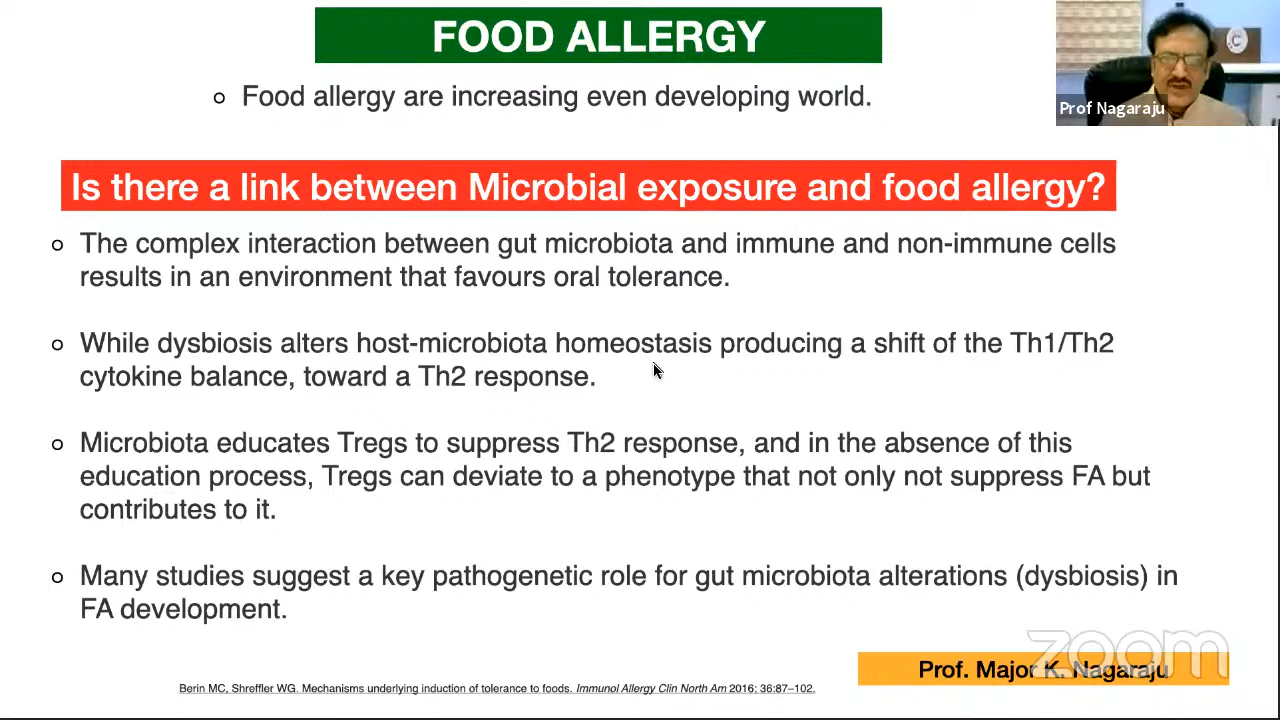 FOOD ALLERGY
Food allergy are increasing even developing world.
Prof Nagaraju
Is there a link between Microbial exposure and food allergy?
The complex interaction between gut microbiota and immune and non-immune cells
results in an environment that favours oral tolerance.
While dysbiosis alters host-microbiota homeostasis producing a shift of the Th1/Th2
cytokine balance, toward a Th2 response.
Microbiota educates Tregs to suppress Th2 response, and in the absence of this
education process, Tregs can deviate to a phenotype that not only not suppress FA but
contributes to it.
Many studies suggest a key pathogenetic role for gut microbiota alterations (dysbiosis) in
FA development.
zoom
Prof. Major K. Nagaraju
Berin MC, Shreffler WG. Mechanisms underlying induction of tolerance to foods. Immunol Allergy Clin North Am 2016; 36:87–102.